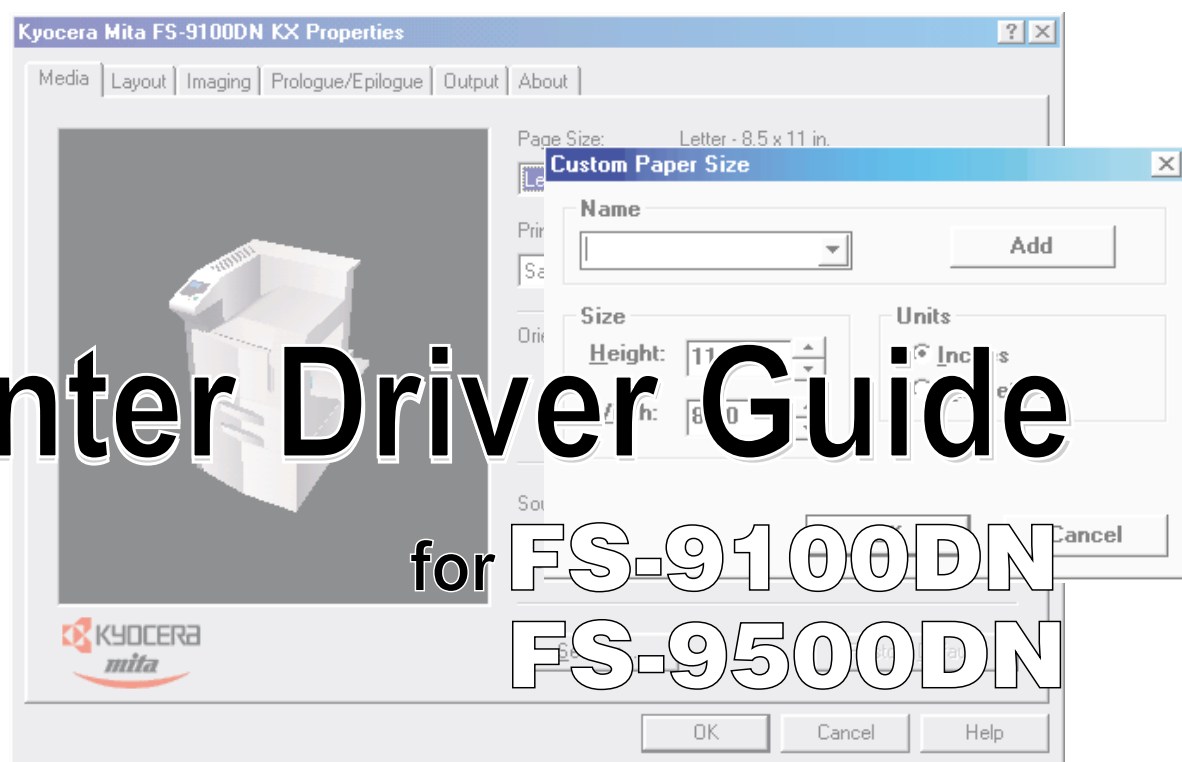 Kyocera Mita FS-9100DN KX Properties
Media Layout Imaging Prologue/Epilogue Output About
Page Size: Letter - 8.5 x 11 in.
Custom Paper Size
Name
Add
Size
Units
Height: 11
Inches
nter Driver Guide
for FS-9100DN
FS-9500DN
Cancel
KYOCERA
mita
OK Cancel Help